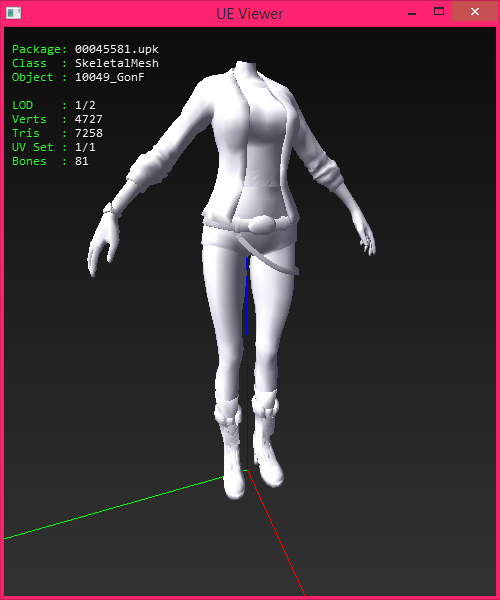 UE Viewer
Package: 00045581.upk
Class  : SkeletalMesh
Object : 10049_GonF
LOD    : 1/2
Verts  : 4727
Tris   : 7258
UV Set : 1/1
Bones  : 81